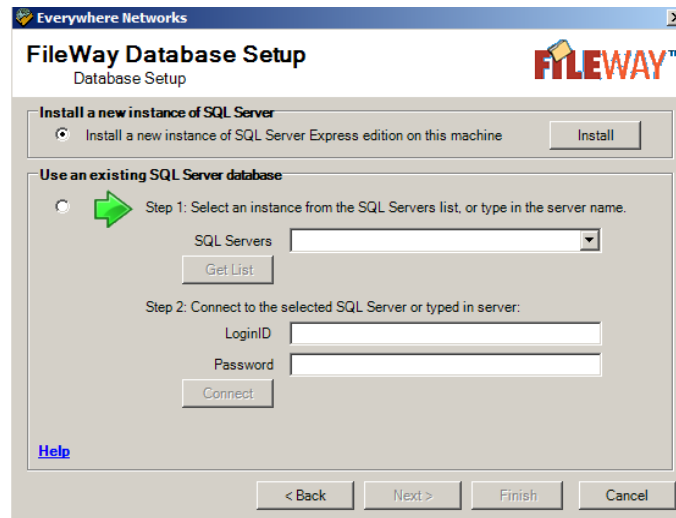 Everywhere Networks
FileWay Database Setup
Database Setup
FILEWAY™
Install a new instance of SQL Server
Install a new instance of SQL Server Express edition on this machine
Install
Use an existing SQL Server database
Step 1: Select an instance from the SQL Servers list, or type in the server name.
SQL Servers
Get List
Step 2: Connect to the selected SQL Server or typed in server:
LoginID
Password
Connect
Help
< Back Next > Finish Cancel